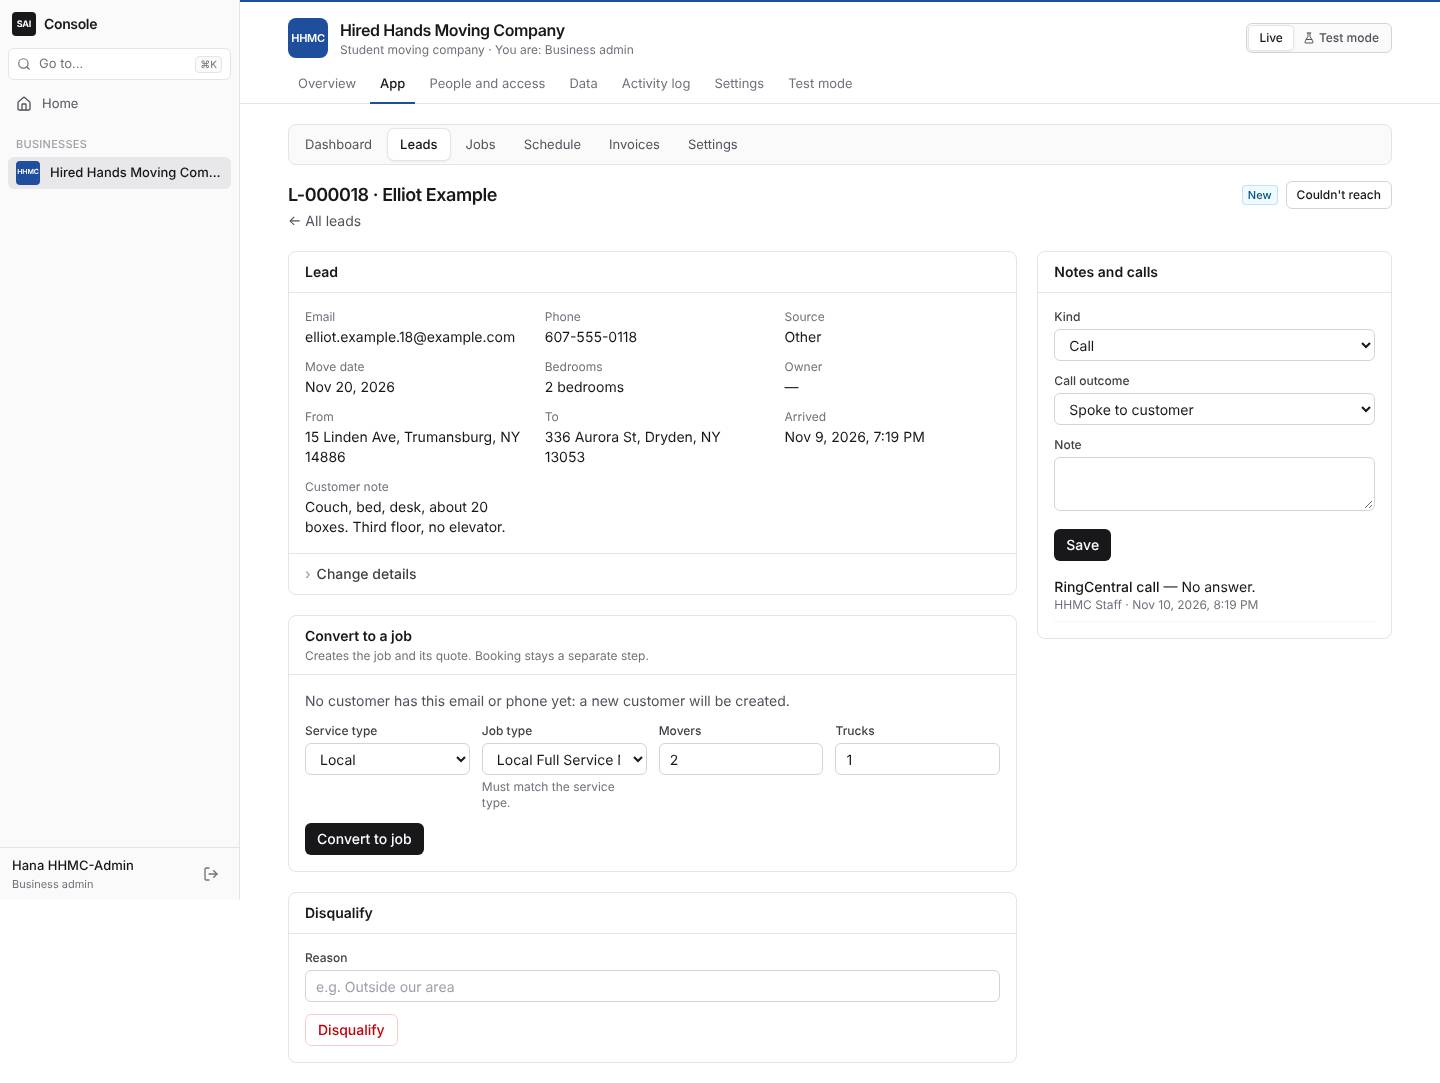 SAI Console
Go to... ⌘K
Home
BUSINESSES
HHMC Hired Hands Moving Com...
Hana HHMC-Admin
Business admin
HHMC
Hired Hands Moving Company
Student moving company · You are: Business admin
Live Test mode
Overview App People and access Data Activity log Settings Test mode
Dashboard Leads Jobs Schedule Invoices Settings
L-000018 · Elliot Example
New Couldn't reach
← All leads
Lead
Email Phone Source
elliot.example.18@example.com 607-555-0118 Other
Move date Bedrooms Owner
Nov 20, 2026 2 bedrooms —
From To Arrived
15 Linden Ave, Trumansburg, NY 336 Aurora St, Dryden, NY Nov 9, 2026, 7:19 PM
14886 13053
Customer note
Couch, bed, desk, about 20
boxes. Third floor, no elevator.
› Change details
Convert to a job
Creates the job and its quote. Booking stays a separate step.
No customer has this email or phone yet: a new customer will be created.
Service type Job type Movers Trucks
Local Local Full Service 2 1
Must match the service
type.
Convert to job
Disqualify
Reason
e.g. Outside our area
Disqualify
Notes and calls
Kind
Call
Call outcome
Spoke to customer
Note
Save
RingCentral call — No answer.
HHMC Staff · Nov 10, 2026, 8:19 PM